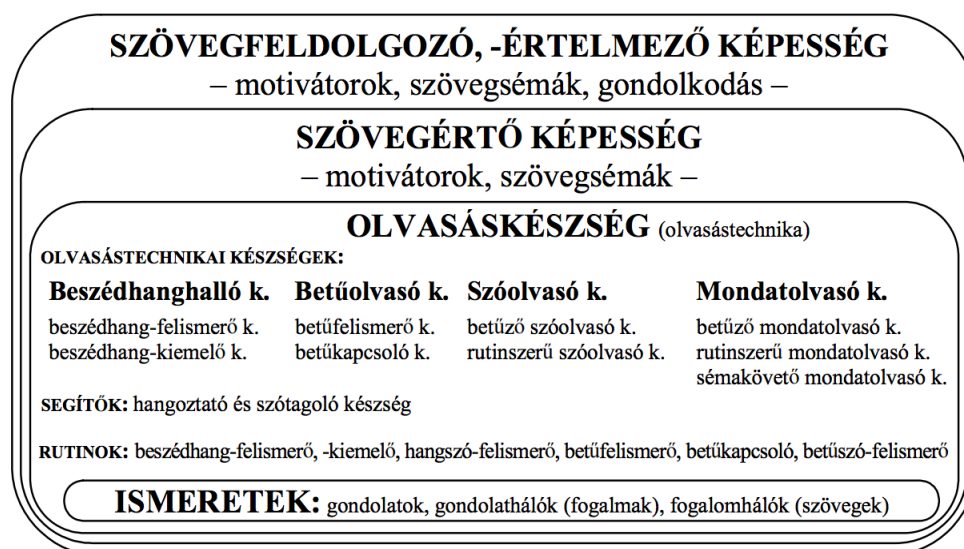 SZÖVEGFELDOLGOZÓ, -ÉRTELMEZŐ KÉPESSÉG
– motivátorok, szövegsémák, gondolkodás –
SZÖVEGÉRTŐ KÉPESSÉG
– motivátorok, szövegsémák –
OLVASÁSKÉSZSÉG (olvasástechnika)
OLVASÁSTECHNIKAI KÉSZSÉGEK:
Beszédhanghalló k. Betűolvasó k. Szóolvasó k. Mondatolvasó k.
beszédhang-felismerő k. betűfelismerő k. betűző szóolvasó k. betűző mondatolvasó k.
beszédhang-kiemelő k. betűkapcsoló k. rutinszerű szóolvasó k. rutinszerű mondatolvasó k.
sémakövető mondatolvasó k.
SEGÍTŐK: hangoztató és szótagoló készség
RUTINOK: beszédhang-felismerő, -kiemelő, hangszó-felismerő, betűfelismerő, betűkapcsoló, betűszó-felismerő
ISMERETEK: gondolatok, gondolathálók (fogalmak), fogalomhálók (szövegek)